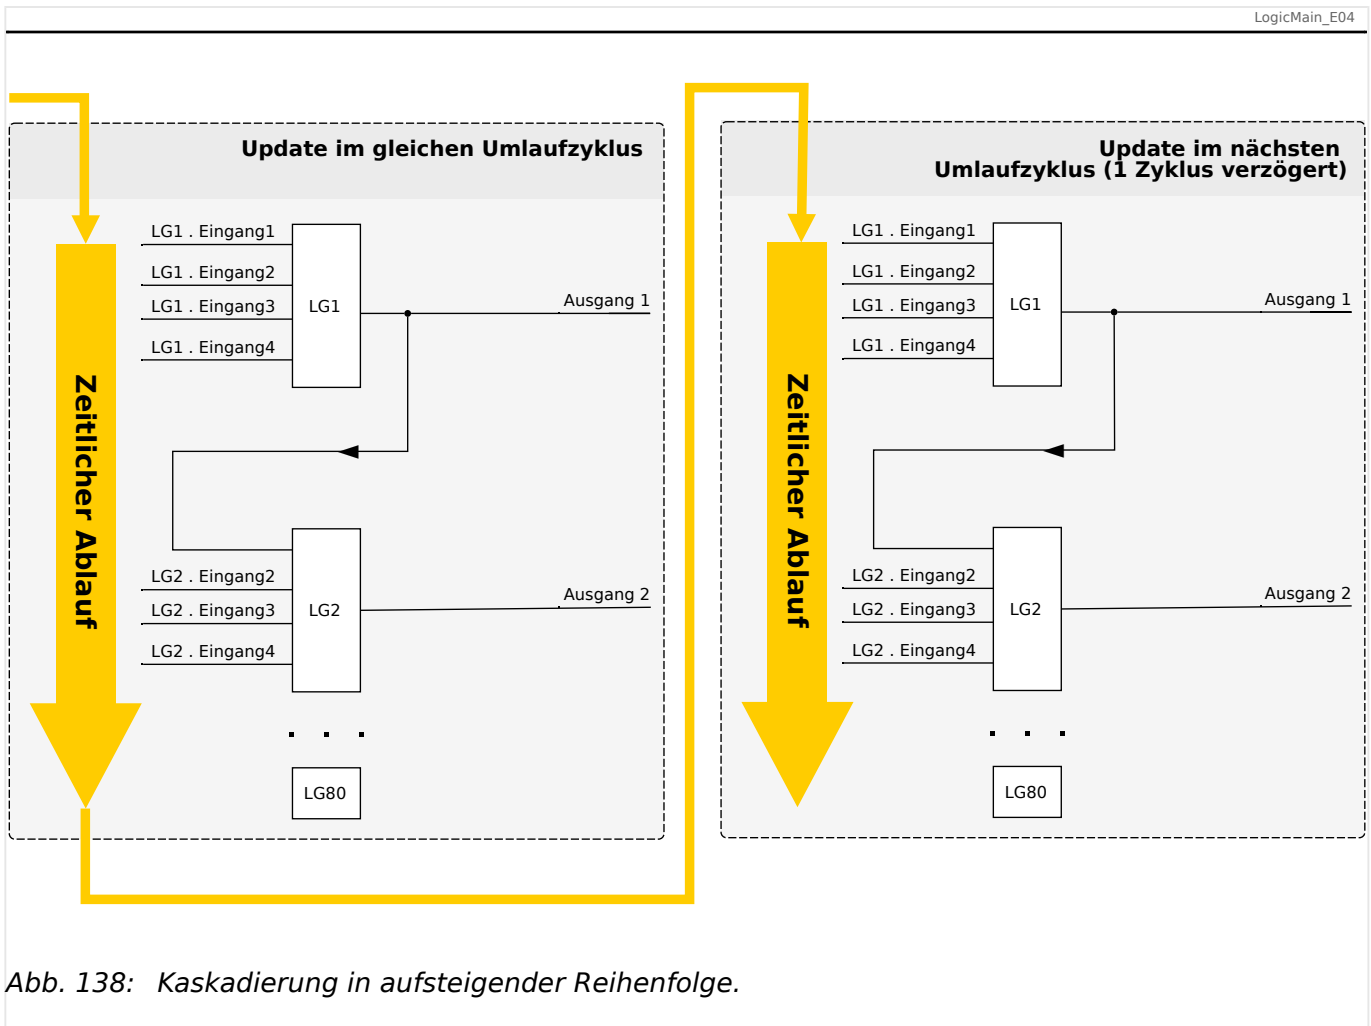 LogicMain_E04
Update im gleichen Umlaufzyklus
LG1 . Eingang1
LG1 . Eingang2
LG1 . Eingang3
LG1 . Eingang4
LG1
Ausgang 1
Zeitlicher Ablauf
LG2 . Eingang2
LG2 . Eingang3
LG2 . Eingang4
LG2
Ausgang 2
. . .
LG80
Update im nächsten
Umlaufzyklus (1 Zyklus verzögert)
LG1 . Eingang1
LG1 . Eingang2
LG1 . Eingang3
LG1 . Eingang4
LG1
Ausgang 1
Zeitlicher Ablauf
LG2 . Eingang2
LG2 . Eingang3
LG2 . Eingang4
LG2
Ausgang 2
. . .
LG80
Abb. 138: Kaskadierung in aufsteigender Reihenfolge.